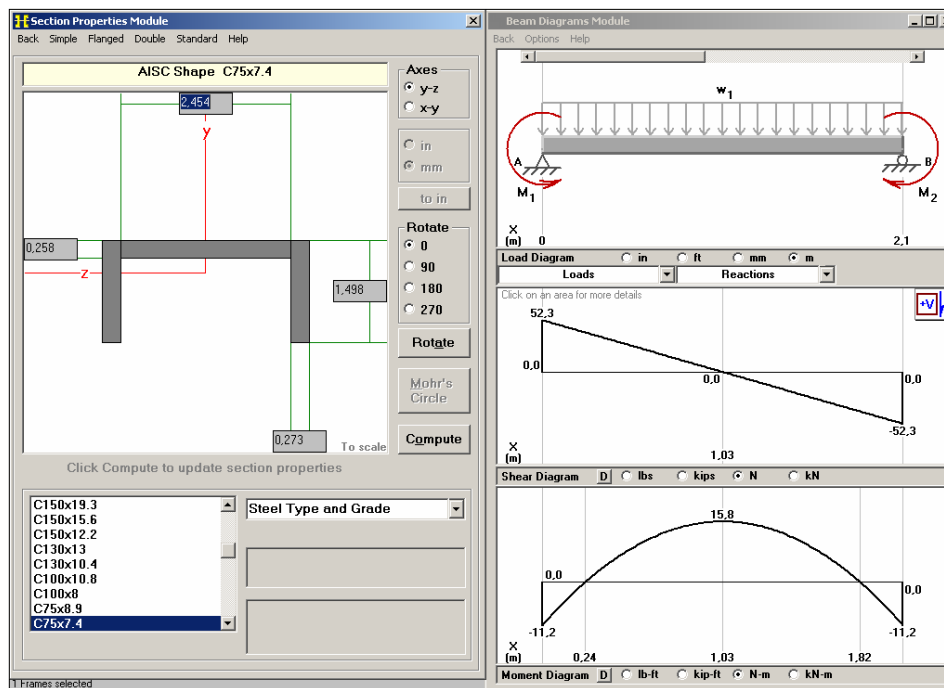 Section Properties Module
Back Simple Flanged Double Standard Help
AISC Shape C75x7.4
2,454
y
0,258
z
1,498
0,273
To scale
Axes
y-z
x-y
in
mm
to in
Rotate
0
90
180
270
Rotate
Mohr's
Circle
Compute
Click Compute to update section properties
C150x19.3
C150x15.6
C150x12.2
C130x13
C130x10.4
C100x10.8
C100x8
C75x8.9
C75x7.4
Steel Type and Grade
1 Frames selected
Beam Diagrams Module
Back Options Help
w1
A
B
M1
M2
X
(m) 0 2,1
Load Diagram in ft mm m
Loads Reactions
Click on an area for more details
+V
52,3
0,0 0,0 0,0
-52,3
X
(m) 1,03
Shear Diagram D lbs kips N kN
15,8
0,0 0,0
-11,2 -11,2
X
(m) 0,24 1,03 1,82
Moment Diagram D lb-ft kip-ft N-m kN-m